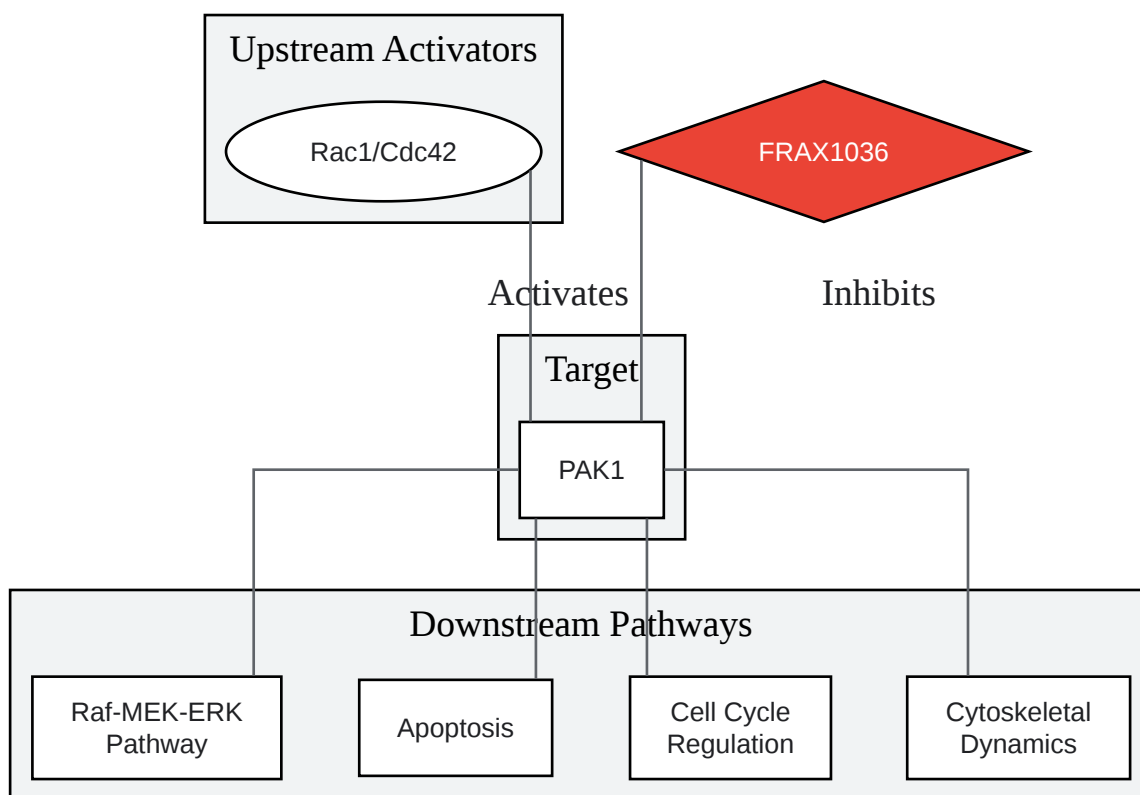 Upstream Activators
Rac1/Cdc42
FRAX1036
Activates
Inhibits
Target
PAK1
Downstream Pathways
Raf-MEK-ERK
Pathway
Apoptosis
Cell Cycle
Regulation
Cytoskeletal
Dynamics